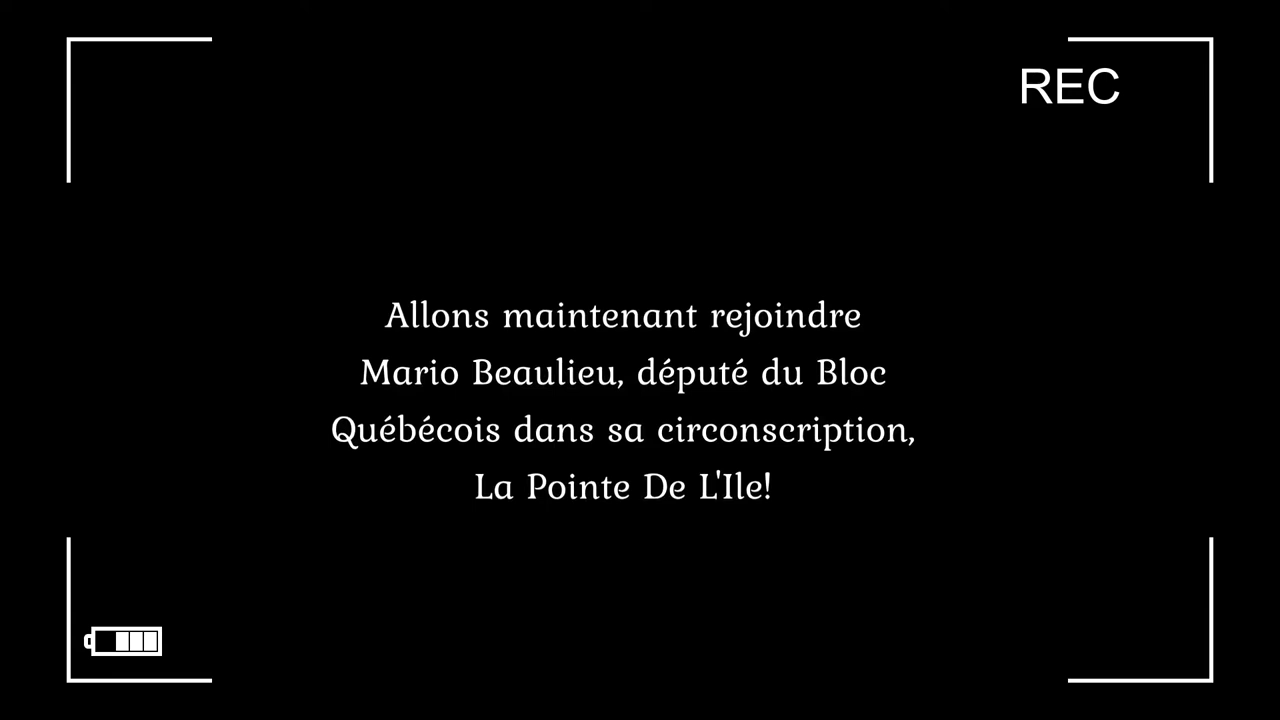 REC
Allons maintenant rejoindre
Mario Beaulieu, député du Bloc
Québécois dans sa circonscription,
La Pointe De L'Ile!